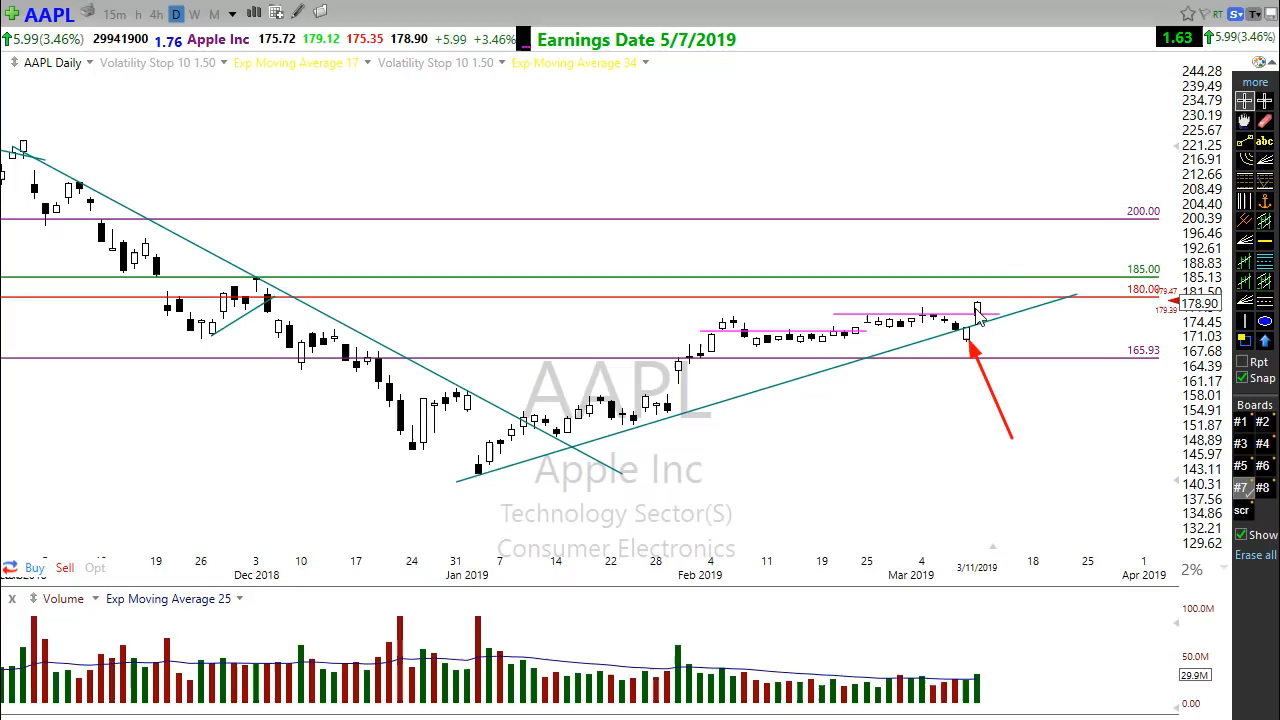 AAPL 15m h 4h D W M RT S T
5.99(3.46%) 29941900 1.76 Apple Inc 175.72 179.12 175.35 178.90 +5.99 +3.46% Earnings Date 5/7/2019 1.63 5.99(3.46%)
AAPL Daily Volatility Stop 10 1.50 Exp Moving Average 17 Volatility Stop 10 1.50 Exp Moving Average 34
244.28
239.49
234.79
230.19
225.67
221.25
216.91
212.66
208.49
204.40
200.00 200.39
196.46
192.61
188.83
185.00 185.13
180.00 179.47 181.50
178.90
179.39
174.45
171.03
165.93 167.68
164.39
161.17
158.01
154.91
151.87
148.89
145.97
143.11
140.31
137.56
134.86
132.21
129.62
AAPL
Apple Inc
Technology Sector(S)
Consumer Electronics
more
abc
Rpt
Snap
Boards
#1 #2
#3 #4
#5 #6
#7 #8
scr
Show
Erase all
19 26 3 10 17 24 31 7 14 22 28 4 11 19 25 4 3/11/2019 18 25 1
Dec 2018 Jan 2019 Feb 2019 Mar 2019 Apr 2019
Buy Sell Opt 2%
X Volume Exp Moving Average 25
100.0M
50.0M
29.9M
0.00